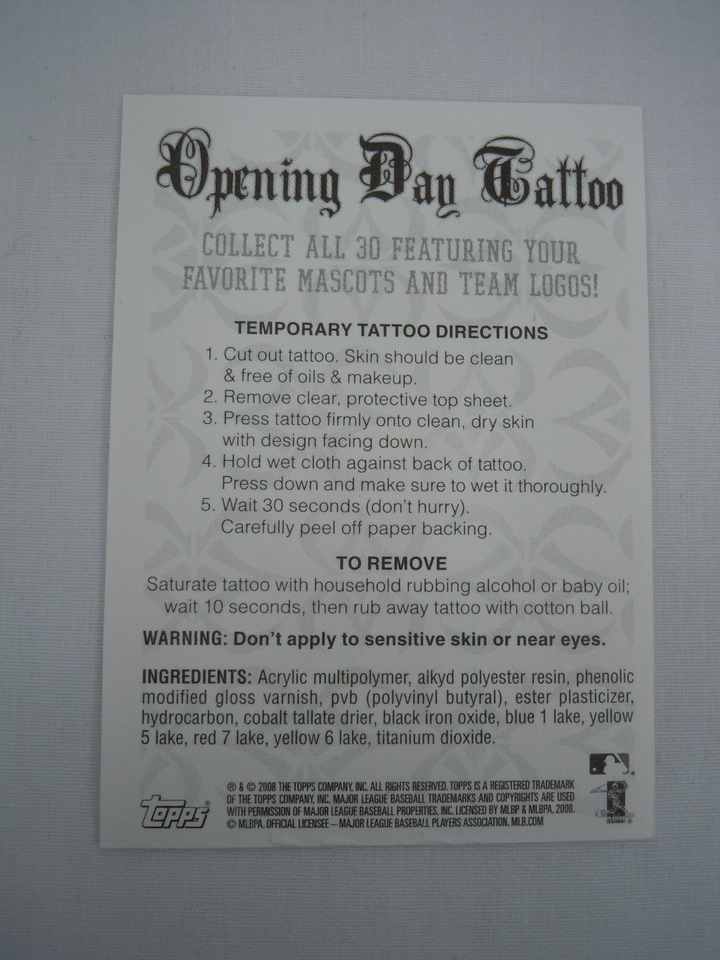 Opening Day Tattoo
COLLECT ALL 30 FEATURING YOUR
FAVORITE MASCOTS AND TEAM LOGOS!
TEMPORARY TATTOO DIRECTIONS
1. Cut out tattoo. Skin should be clean
& free of oils & makeup.
2. Remove clear, protective top sheet.
3. Press tattoo firmly onto clean, dry skin
with design facing down.
4. Hold wet cloth against back of tattoo.
Press down and make sure to wet it thoroughly.
5. Wait 30 seconds (don't hurry).
Carefully peel off paper backing.
TO REMOVE
Saturate tattoo with household rubbing alcohol or baby oil;
wait 10 seconds, then rub away tattoo with cotton ball.
WARNING: Don't apply to sensitive skin or near eyes.
INGREDIENTS: Acrylic multipolymer, alkyd polyester resin, phenolic
modified gloss varnish, pvb (polyvinyl butyral), ester plasticizer,
hydrocarbon, cobalt tallate drier, black iron oxide, blue 1 lake, yellow
5 lake, red 7 lake, yellow 6 lake, titanium dioxide.
® & © 2008 THE TOPPS COMPANY, INC. ALL RIGHTS RESERVED. TOPPS IS A REGISTERED TRADEMARK
OF THE TOPPS COMPANY, INC. MAJOR LEAGUE BASEBALL TRADEMARKS AND COPYRIGHTS ARE USED
WITH PERMISSION OF MAJOR LEAGUE BASEBALL PROPERTIES, INC. LICENSED BY MLBP & MLBPA, 2008.
© MLBPA. OFFICIAL LICENSEE – MAJOR LEAGUE BASEBALL PLAYERS ASSOCIATION. MLB.COM
topps®